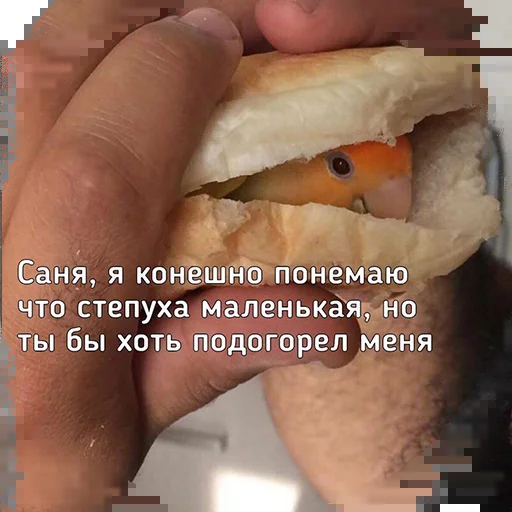 Саня, я конешно понемаю
что степуха маленькая, но
ты бы хоть подогорел меня